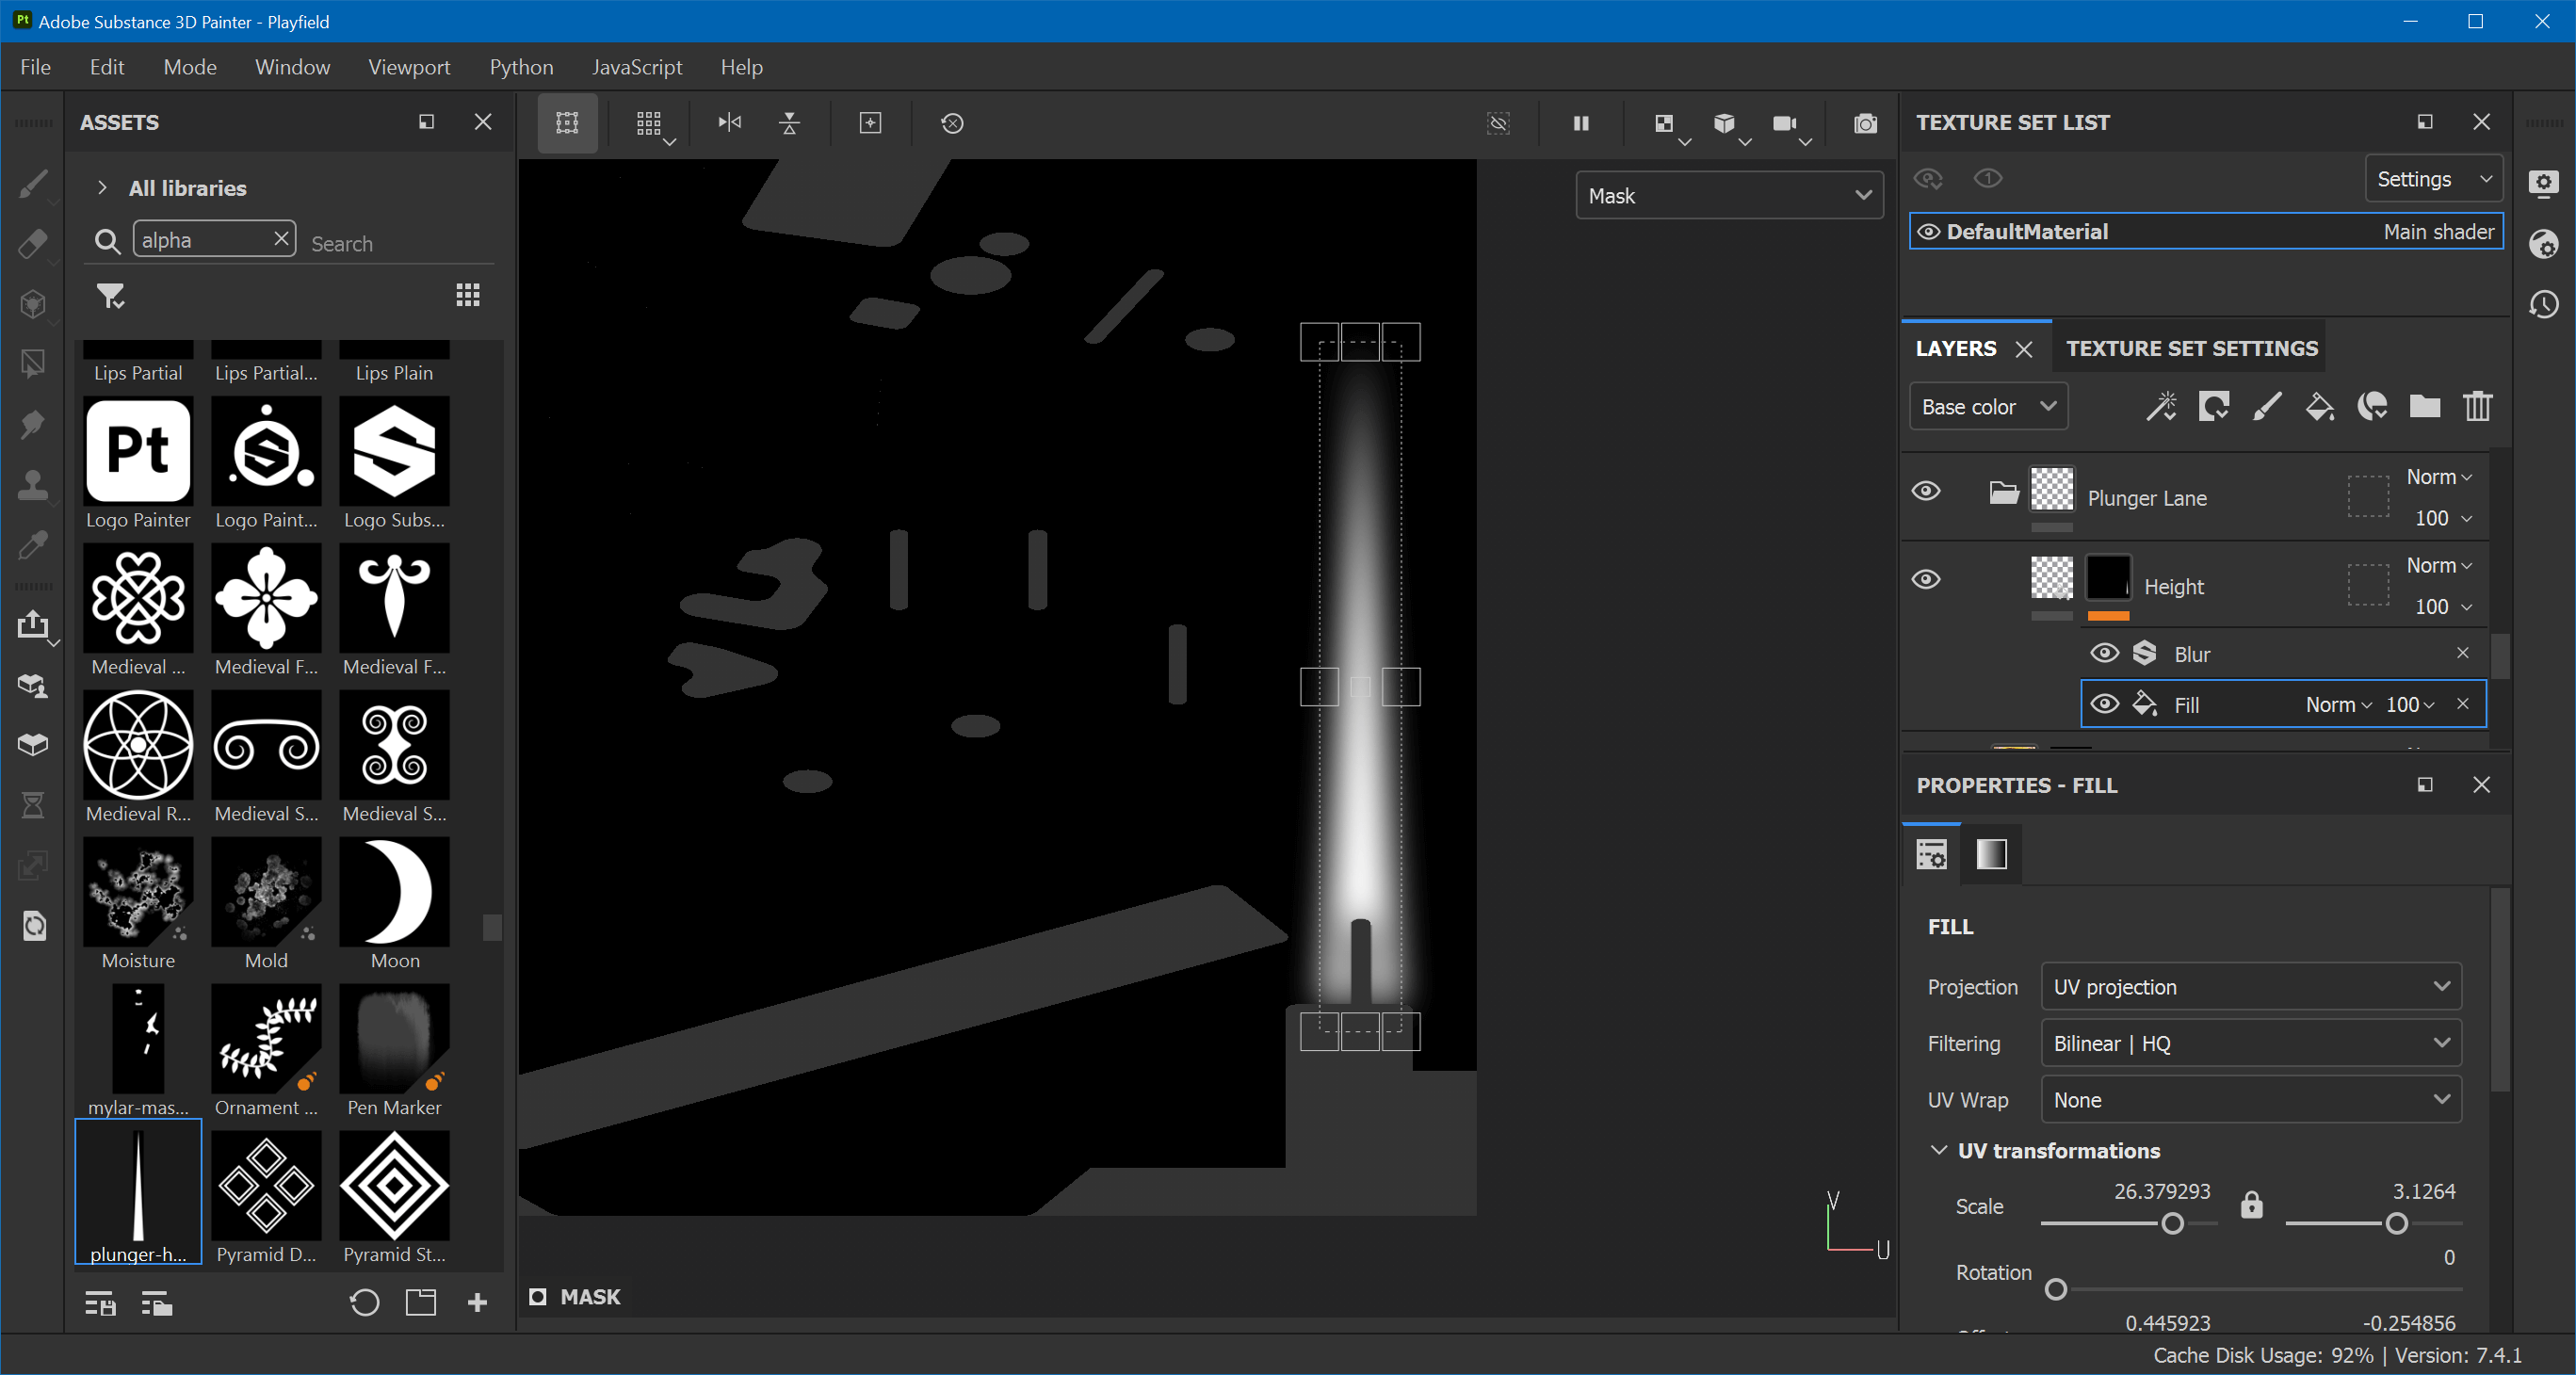 Pt Adobe Substance 3D Painter - Playfield
File Edit Mode Window Viewport Python JavaScript Help
ASSETS
All libraries
alpha Search
Lips Partial Lips Partial... Lips Plain
Pt
Logo Painter Logo Paint... Logo Subs...
Medieval ... Medieval F... Medieval F...
Medieval R... Medieval S... Medieval S...
Moisture Mold Moon
mylar-mas... Ornament ... Pen Marker
plunger-h... Pyramid D... Pyramid St...
Mask
V
U
MASK
TEXTURE SET LIST
1
Settings
DefaultMaterial Main shader
LAYERS TEXTURE SET SETTINGS
Base color
Plunger Lane Norm
100
Height Norm
100
Blur
Fill Norm 100
PROPERTIES - FILL
FILL
Projection UV projection
Filtering Bilinear | HQ
UV Wrap None
UV transformations
Scale 26.379293 3.1264
Rotation 0
0.445923 -0.254856
Cache Disk Usage: 92% | Version: 7.4.1